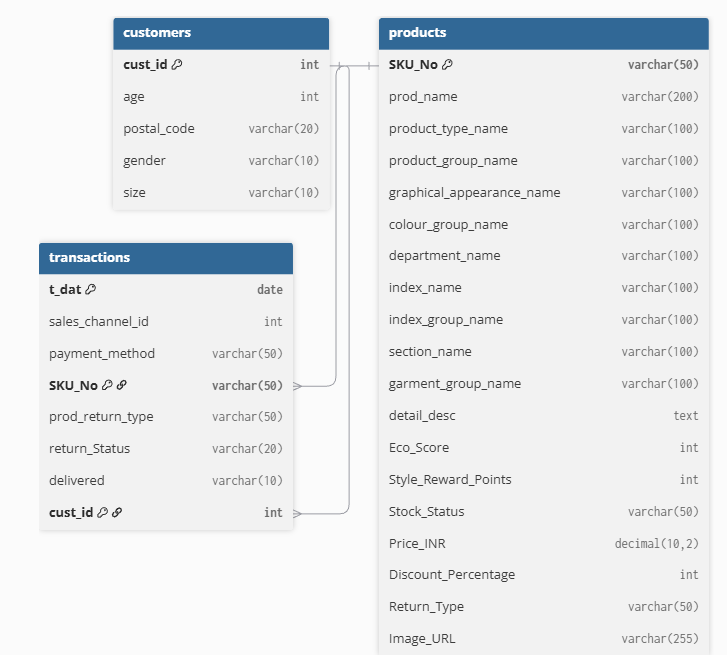 customers
cust_id int
age int
postal_code varchar(20)
gender varchar(10)
size varchar(10)
transactions
t_dat date
sales_channel_id int
payment_method varchar(50)
SKU_No varchar(50)
prod_return_type varchar(50)
return_Status varchar(20)
delivered varchar(10)
cust_id int
products
SKU_No varchar(50)
prod_name varchar(200)
product_type_name varchar(100)
product_group_name varchar(100)
graphical_appearance_name varchar(100)
colour_group_name varchar(100)
department_name varchar(100)
index_name varchar(100)
index_group_name varchar(100)
section_name varchar(100)
garment_group_name varchar(100)
detail_desc text
Eco_Score int
Style_Reward_Points int
Stock_Status varchar(50)
Price_INR decimal(10,2)
Discount_Percentage int
Return_Type varchar(50)
Image_URL varchar(255)